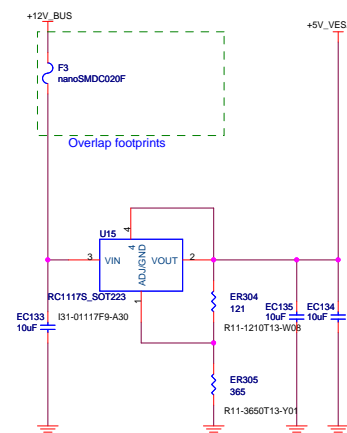 +12V_BUS
+5V_VES
F3
nanoSMDC020F
Overlap footprints
U15
4
4
3
VIN
VOUT
2
ADJ/GND
1
RC1117S_SOT223
I31-01117F9-A30
EC133
10uF
ER304
121
R11-1210T13-W08
EC135
10uF
EC134
10uF
ER305
365
R11-3650T13-Y01